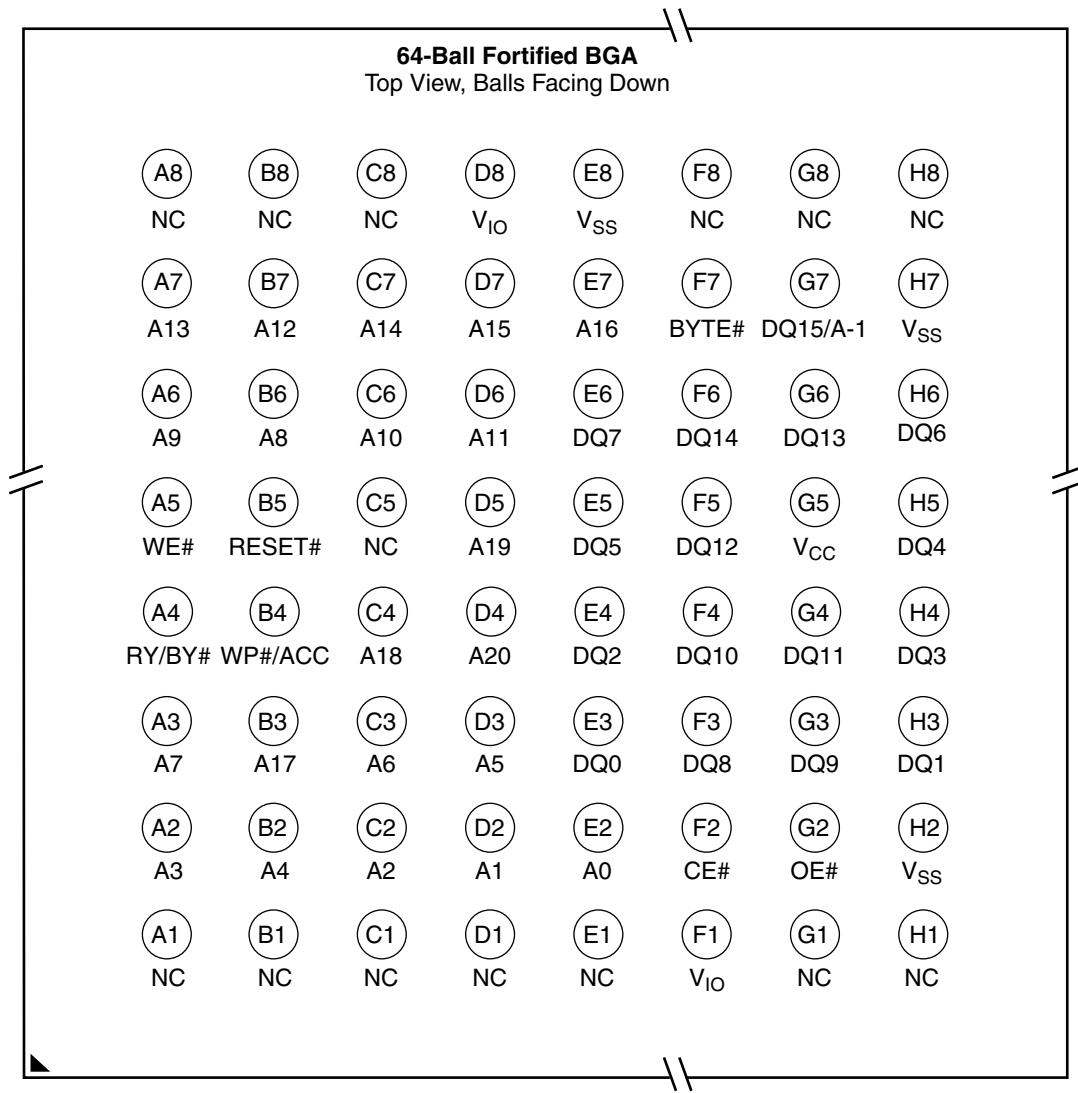 64-Ball Fortified BGA
Top View, Balls Facing Down
A8 B8 C8 D8 E8 F8 G8 H8
NC NC NC VIO VSS NC NC NC
A7 B7 C7 D7 E7 F7 G7 H7
A13 A12 A14 A15 A16 BYTE# DQ15/A-1 VSS
A6 B6 C6 D6 E6 F6 G6 H6
A9 A8 A10 A11 DQ7 DQ14 DQ13 DQ6
A5 B5 C5 D5 E5 F5 G5 H5
WE# RESET# NC A19 DQ5 DQ12 VCC DQ4
A4 B4 C4 D4 E4 F4 G4 H4
RY/BY# WP#/ACC A18 A20 DQ2 DQ10 DQ11 DQ3
A3 B3 C3 D3 E3 F3 G3 H3
A7 A17 A6 A5 DQ0 DQ8 DQ9 DQ1
A2 B2 C2 D2 E2 F2 G2 H2
A3 A4 A2 A1 A0 CE# OE# VSS
A1 B1 C1 D1 E1 F1 G1 H1
NC NC NC NC NC VIO NC NC